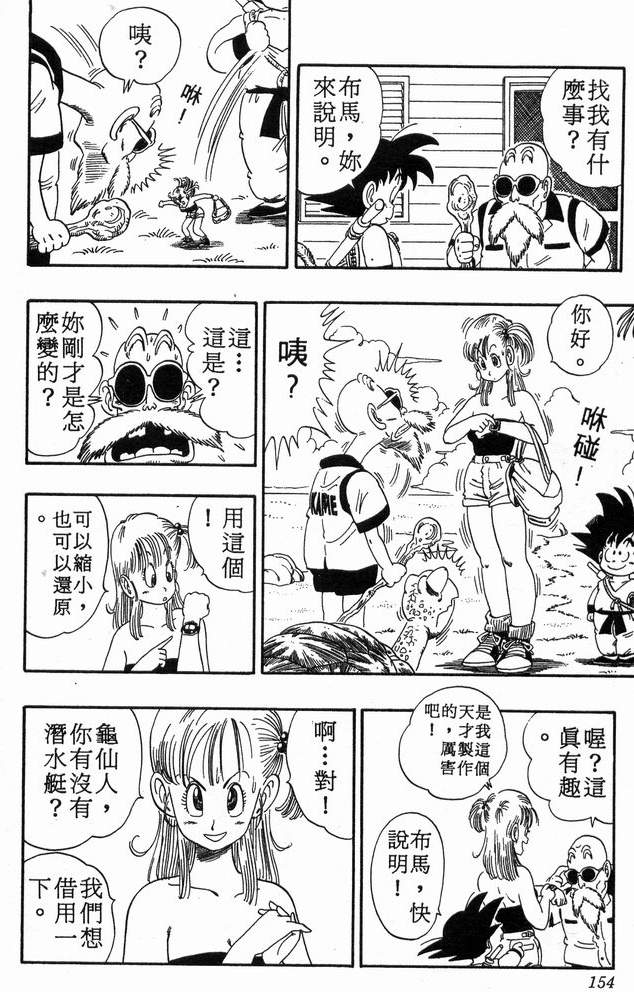 找我有什
麼事？
布馬，妳
來說明。
咻！
咦？
你好。
咻碰！
咦？
KAME
這…
這是？
妳剛才是怎
麼變的？
用這個
！
可以縮小，
也可以還原
。
喔？這
真有趣
。
是我這個
天才製作
的，厲害
吧！
布馬，快
說明！
啊…對！
龜仙人，
你有沒有
潛水艇？
我們想
借用一
下。
154